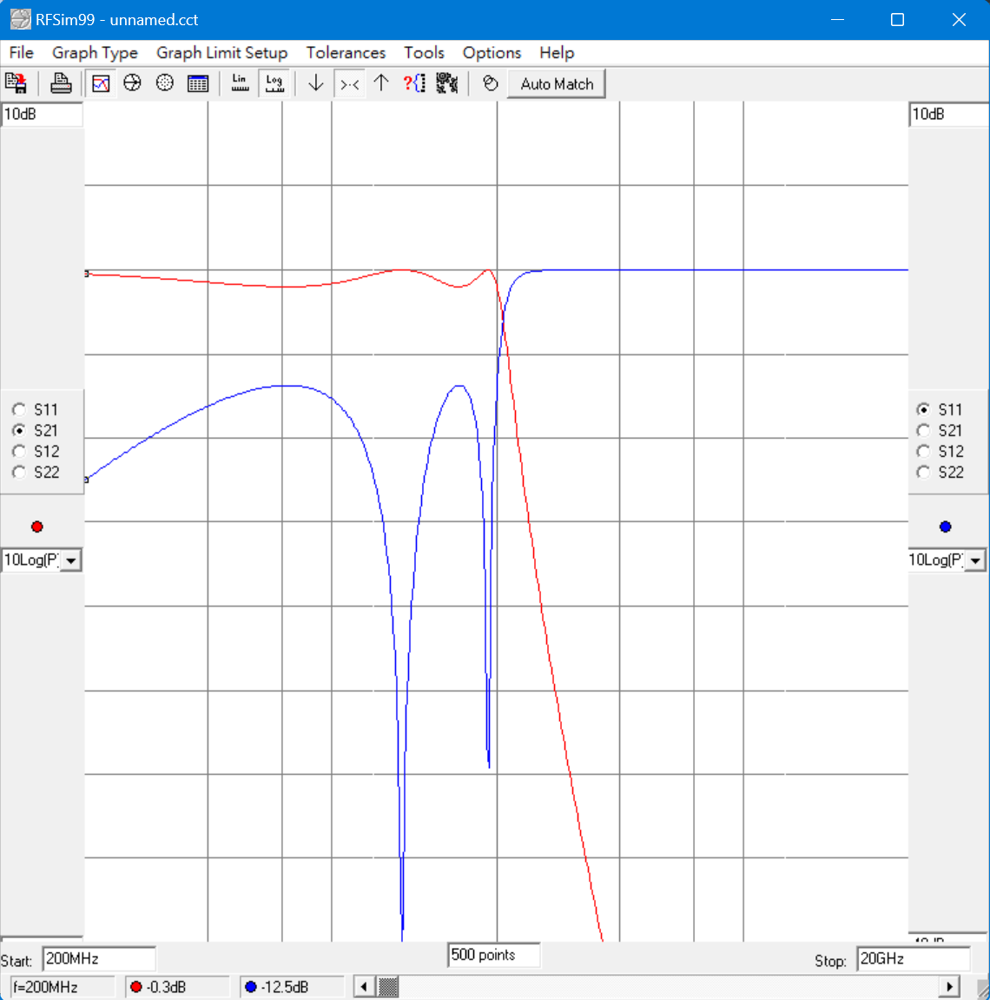 RFSim99 - unnamed.cct
File Graph Type Graph Limit Setup Tolerances Tools Options Help
Lin Log ?{ Auto Match
10dB 10dB
S11 S11
S21 S21
S12 S12
S22 S22
10Log(P) 10Log(P)
Start: 200MHz 500 points Stop: 20GHz
f=200MHz -0.3dB -12.5dB